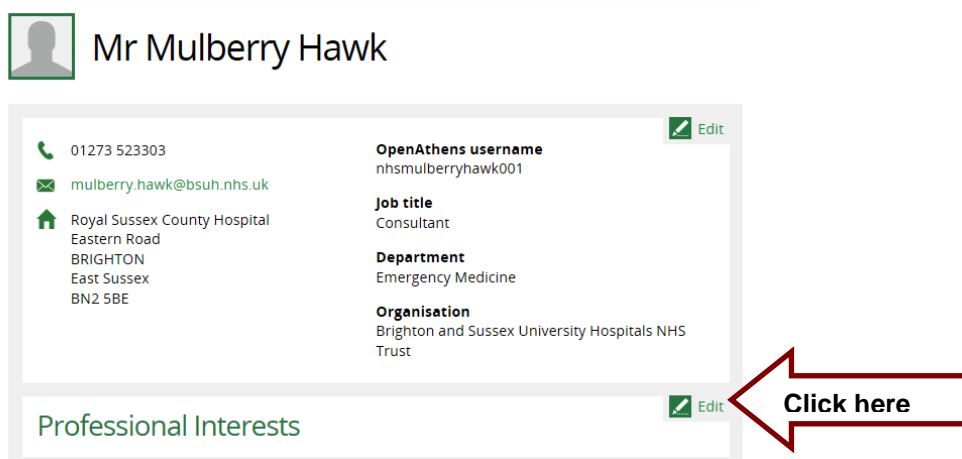 Mr Mulberry Hawk
Edit
01273 523303
mulberry.hawk@bsuh.nhs.uk
Royal Sussex County Hospital
Eastern Road
BRIGHTON
East Sussex
BN2 5BE
OpenAthens username
nhsmulberryhawk001
Job title
Consultant
Department
Emergency Medicine
Organisation
Brighton and Sussex University Hospitals NHS
Trust
Professional Interests
Edit
Click here